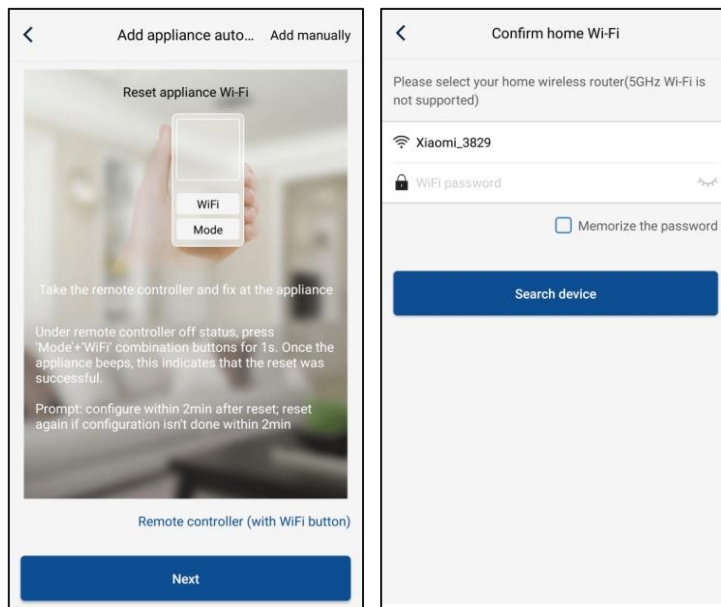 Add appliance auto... Add manually
Reset appliance Wi-Fi
WiFi
Mode
Take the remote controller and fix at the appliance
Under remote controller off status, press
'Mode'+'WiFi' combination buttons for 1s. Once the
appliance beeps, this indicates that the reset was
successful.
Prompt: configure within 2min after reset; reset
again if configuration isn't done within 2min
Remote controller (with WiFi button)
Next
Confirm home Wi-Fi
Please select your home wireless router(5GHz Wi-Fi is
not supported)
Xiaomi_3829
WiFi password
Memorize the password
Search device